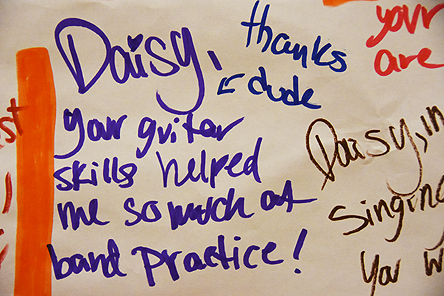 Daisy,
your guitar
skills helped
me so much at
band practice!
thanks
dude
your
are
Daisy, in
singing
you w
st